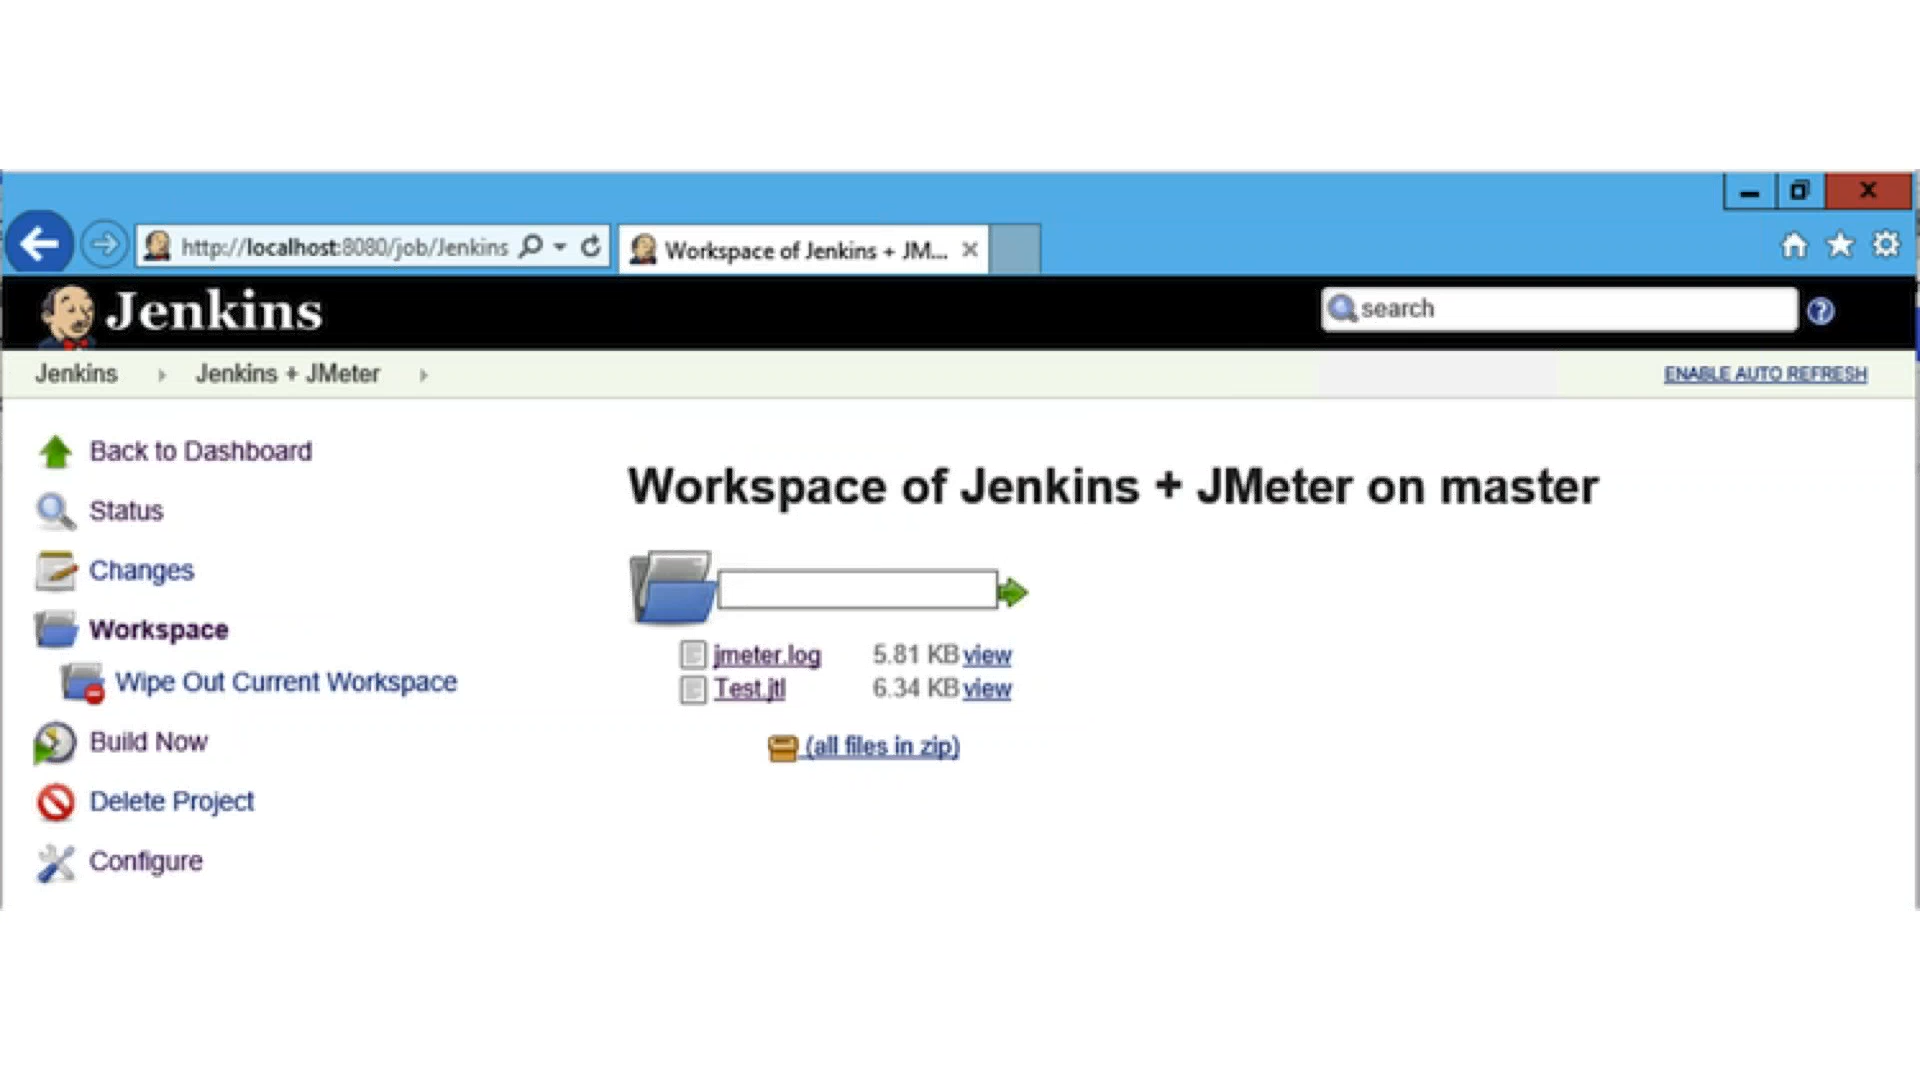 http://localhost:8080/job/Jenkins
Workspace of Jenkins + JM...
Jenkins
search
Jenkins
Jenkins + JMeter
ENABLE AUTO REFRESH
Back to Dashboard
Status
Changes
Workspace
Wipe Out Current Workspace
Build Now
Delete Project
Configure
Workspace of Jenkins + JMeter on master
jmeter.log 5.81 KB view
Test.jtl 6.34 KB view
(all files in zip)